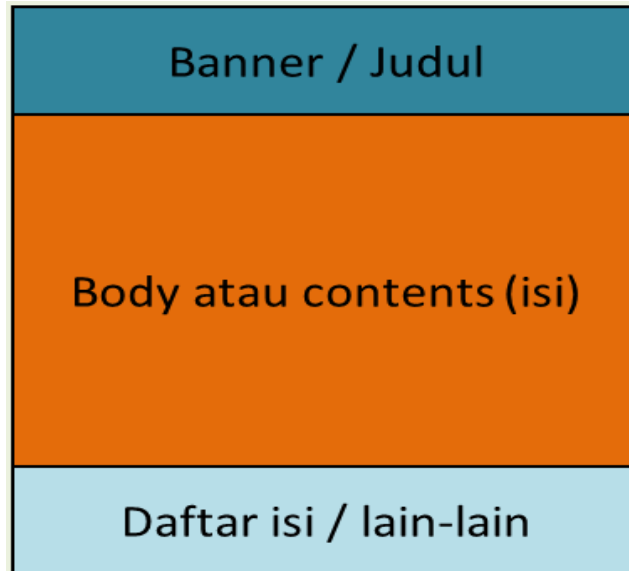 Banner / Judul
Body atau contents (isi)
Daftar isi / lain-lain